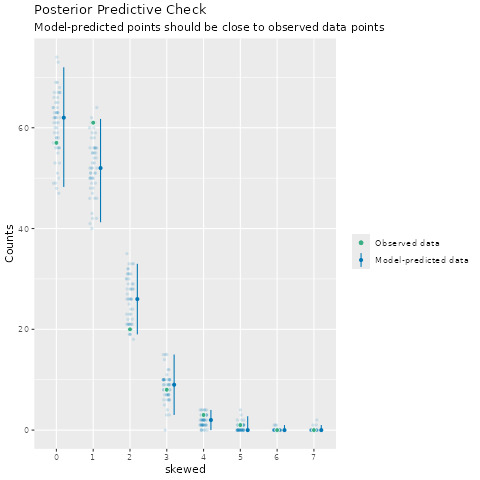 Posterior Predictive Check
Model-predicted points should be close to observed data points
Counts
60
40
20
0
0 1 2 3 4 5 6 7
skewed
Observed data
Model-predicted data